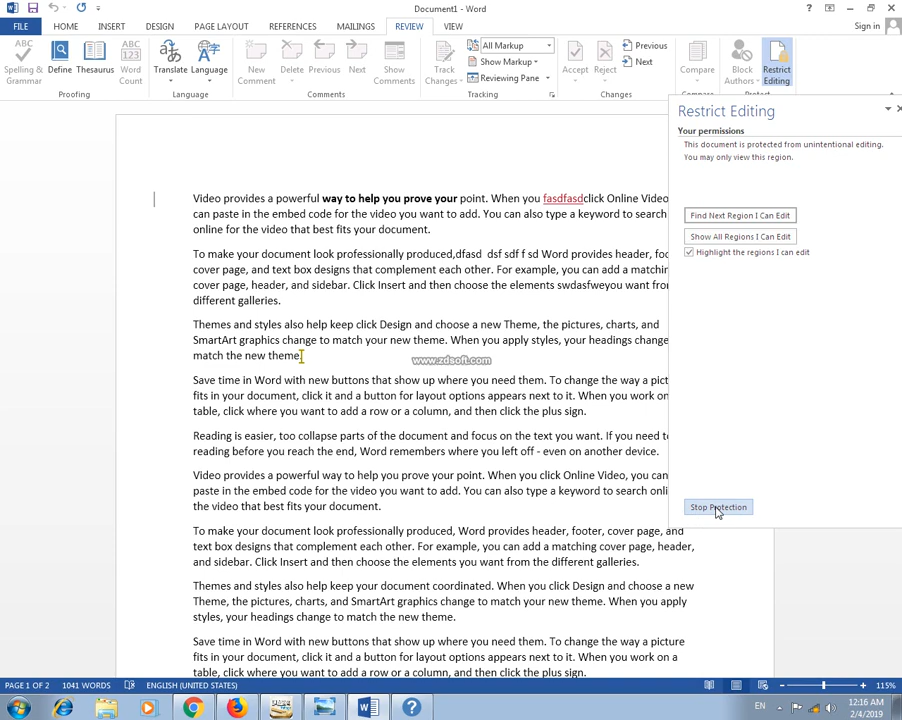 Document1 - Word
Sign in
FILE HOME INSERT DESIGN PAGE LAYOUT REFERENCES MAILINGS REVIEW VIEW
ABC
Spelling & Grammar
Define
Thesaurus
ABC 123
Word Count
Translate
Language
New Comment
Delete
Previous
Next
Show Comments
Track Changes
All Markup
Show Markup
Reviewing Pane
Accept
Reject
Previous
Next
Compare
Block Authors
Restrict Editing
Proofing Language Comments Tracking Changes Compare Protect
Restrict Editing
Your permissions
This document is protected from unintentional editing.
You may only view this region.
Find Next Region I Can Edit
Show All Regions I Can Edit
Highlight the regions I can edit
Stop Protection
Video provides a powerful way to help you prove your point. When you fasdfasdclick Online Video
can paste in the embed code for the video you want to add. You can also type a keyword to search
online for the video that best fits your document.
To make your document look professionally produced,dfasd dsf sdf f sd Word provides header, foo
cover page, and text box designs that complement each other. For example, you can add a matchin
cover page, header, and sidebar. Click Insert and then choose the elements swdasfweyou want from
different galleries.
Themes and styles also help keep click Design and choose a new Theme, the pictures, charts, and
SmartArt graphics change to match your new theme. When you apply styles, your headings change
match the new theme.
www.zdsoft.com
Save time in Word with new buttons that show up where you need them. To change the way a pict
fits in your document, click it and a button for layout options appears next to it. When you work on
table, click where you want to add a row or a column, and then click the plus sign.
Reading is easier, too collapse parts of the document and focus on the text you want. If you need to
reading before you reach the end, Word remembers where you left off - even on another device.
Video provides a powerful way to help you prove your point. When you click Online Video, you can
paste in the embed code for the video you want to add. You can also type a keyword to search onli
the video that best fits your document.
To make your document look professionally produced, Word provides header, footer, cover page, and
text box designs that complement each other. For example, you can add a matching cover page, header,
and sidebar. Click Insert and then choose the elements you want from the different galleries.
Themes and styles also help keep your document coordinated. When you click Design and choose a new
Theme, the pictures, charts, and SmartArt graphics change to match your new theme. When you apply
styles, your headings change to match the new theme.
Save time in Word with new buttons that show up where you need them. To change the way a picture
fits in your document, click it and a button for layout options appears next to it. When you work on a
table, click where you want to add a row or a column, and then click the plus sign.
PAGE 1 OF 2 1041 WORDS ENGLISH (UNITED STATES) 115%
EN 12:16 AM
2/4/2019